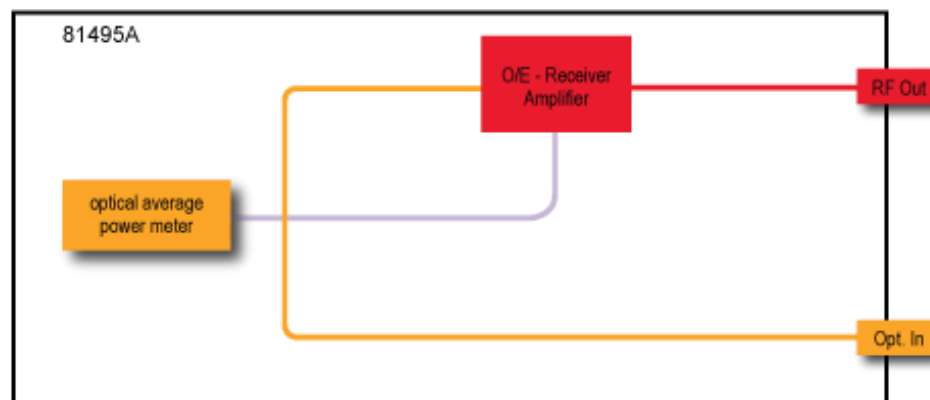 81495A
O/E - Receiver
Amplifier
RF Out
optical average
power meter
Opt. In